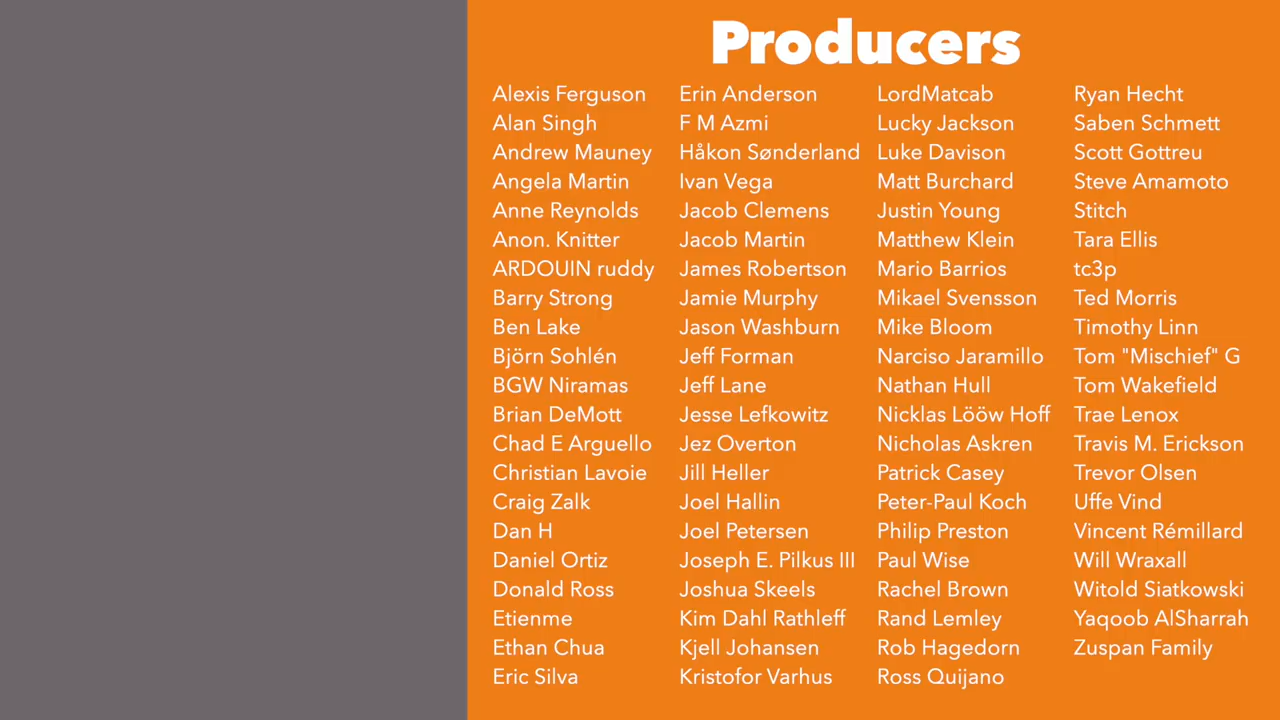 Producers
Alexis Ferguson
Alan Singh
Andrew Mauney
Angela Martin
Anne Reynolds
Anon. Knitter
ARDOUIN ruddy
Barry Strong
Ben Lake
Björn Sohlén
BGW Niramas
Brian DeMott
Chad E Arguello
Christian Lavoie
Craig Zalk
Dan H
Daniel Ortiz
Donald Ross
Etienme
Ethan Chua
Eric Silva
Erin Anderson
F M Azmi
Håkon Sønderland
Ivan Vega
Jacob Clemens
Jacob Martin
James Robertson
Jamie Murphy
Jason Washburn
Jeff Forman
Jeff Lane
Jesse Lefkowitz
Jez Overton
Jill Heller
Joel Hallin
Joel Petersen
Joseph E. Pilkus III
Joshua Skeels
Kim Dahl Rathleff
Kjell Johansen
Kristofor Varhus
LordMatcab
Lucky Jackson
Luke Davison
Matt Burchard
Justin Young
Matthew Klein
Mario Barrios
Mikael Svensson
Mike Bloom
Narciso Jaramillo
Nathan Hull
Nicklas Lööw Hoff
Nicholas Askren
Patrick Casey
Peter-Paul Koch
Philip Preston
Paul Wise
Rachel Brown
Rand Lemley
Rob Hagedorn
Ross Quijano
Ryan Hecht
Saben Schmett
Scott Gottreu
Steve Amamoto
Stitch
Tara Ellis
tc3p
Ted Morris
Timothy Linn
Tom "Mischief" G
Tom Wakefield
Trae Lenox
Travis M. Erickson
Trevor Olsen
Uffe Vind
Vincent Rémillard
Will Wraxall
Witold Siatkowski
Yaqoob AlSharrah
Zuspan Family